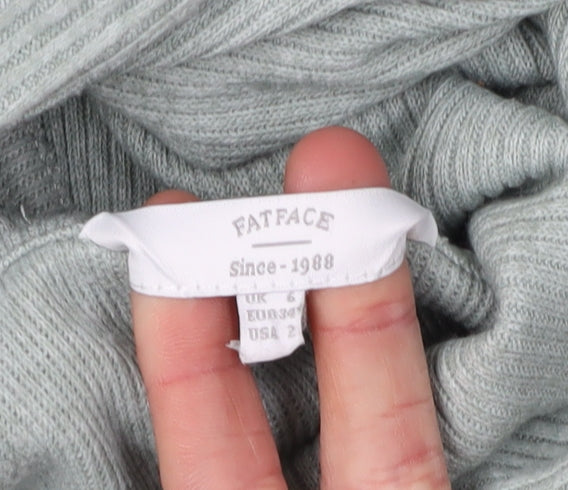 FATFACE
Since-1988
UK 6
EUR34
USA 2